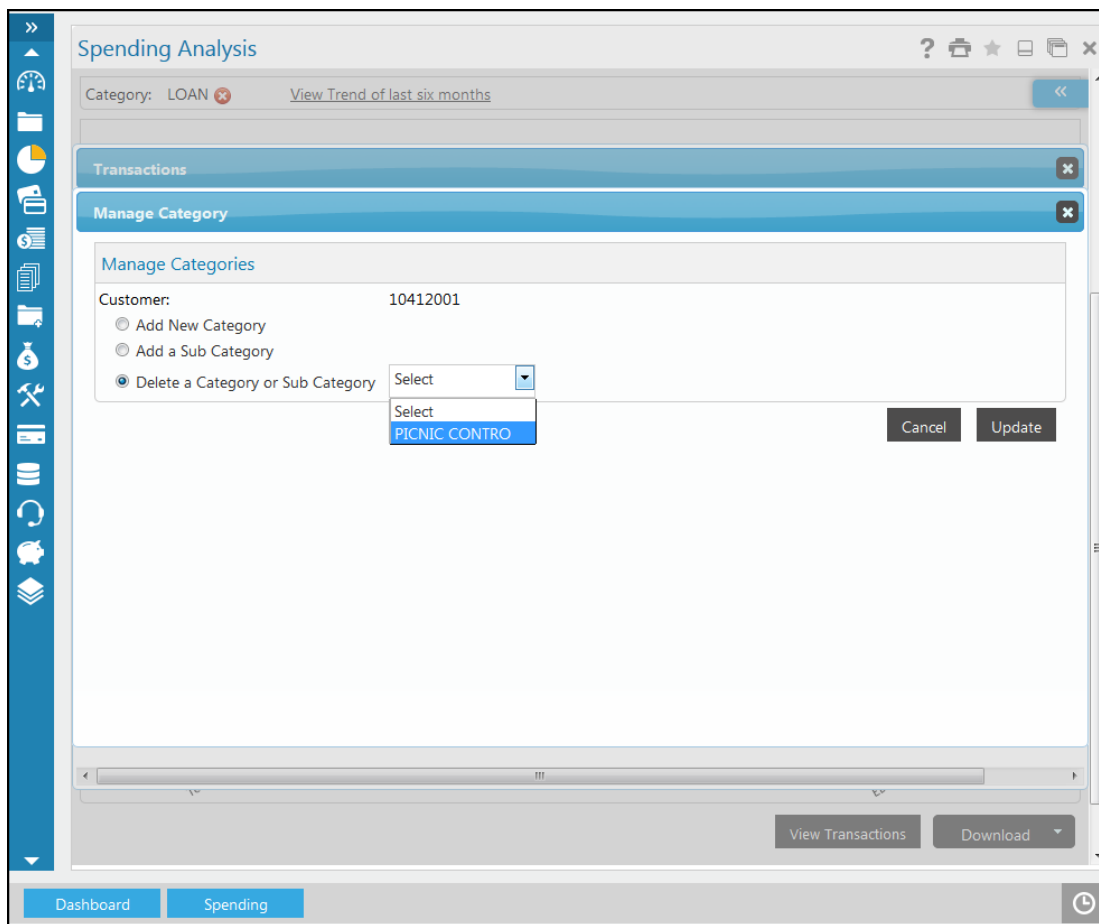 Spending Analysis
Category: LOAN View Trend of last six months
Transactions
Manage Category
Manage Categories
Customer: 10412001
Add New Category
Add a Sub Category
Delete a Category or Sub Category Select
Select
PICNIC CONTRO
Cancel Update
View Transactions Download
Dashboard Spending